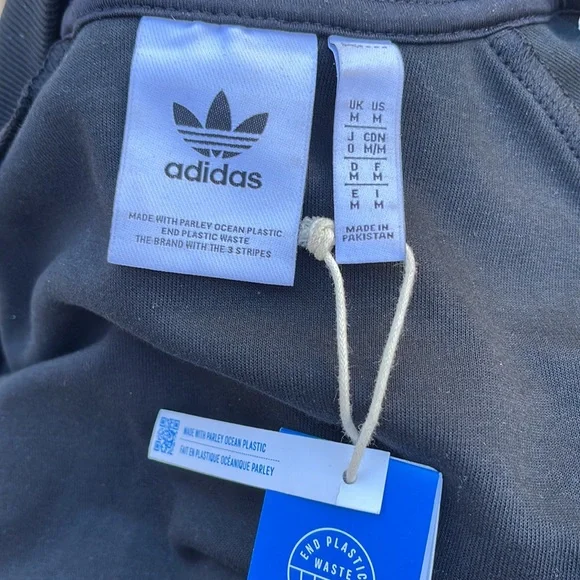 adidas
MADE WITH PARLEY OCEAN PLASTIC
END PLASTIC WASTE
THE BRAND WITH THE 3 STRIPES
UK US
M M
J CDN
O M/M
D F
M M
E I
M M
MADE IN
PAKISTAN
MADE WITH PARLEY OCEAN PLASTIC
FAIT EN PLASTIQUE OCÉANIQUE PARLEY
END PLASTIC
WASTE